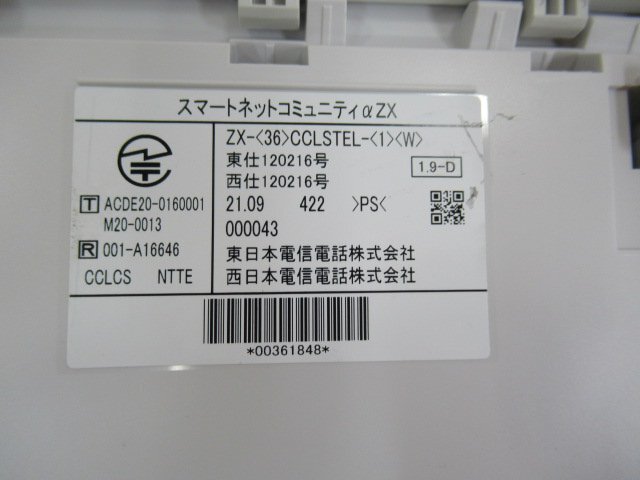 スマートネットコミュニティαZX
T ACDE20-0160001
M20-0013
R 001-A16646
CCLCS NTTE
ZX-<36>CCLSTEL-<1><W>
東仕120216号
西仕120216号
1.9-D
21.09 422 >PS<
000043
東日本電信電話株式会社
西日本電信電話株式会社
*00361848*